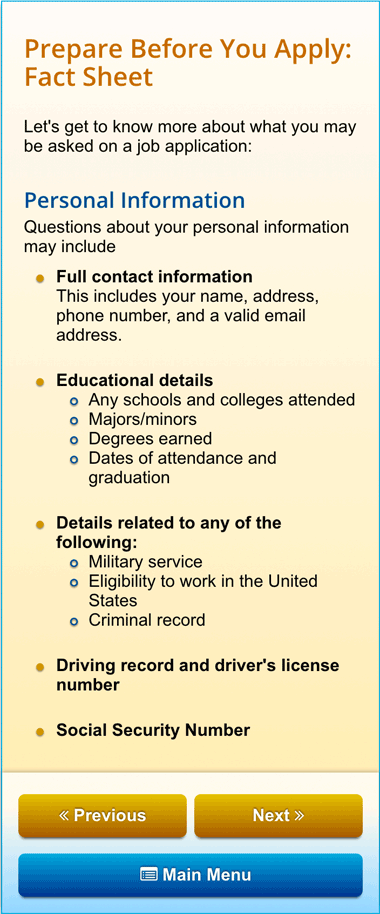 Prepare Before You Apply:
Fact Sheet
Let's get to know more about what you may
be asked on a job application:
Personal Information
Questions about your personal information
may include
Full contact information
This includes your name, address,
phone number, and a valid email
address.
Educational details
Any schools and colleges attended
Majors/minors
Degrees earned
Dates of attendance and
graduation
Details related to any of the
following:
Military service
Eligibility to work in the United
States
Criminal record
Driving record and driver's license
number
Social Security Number
« Previous
Next »
Main Menu